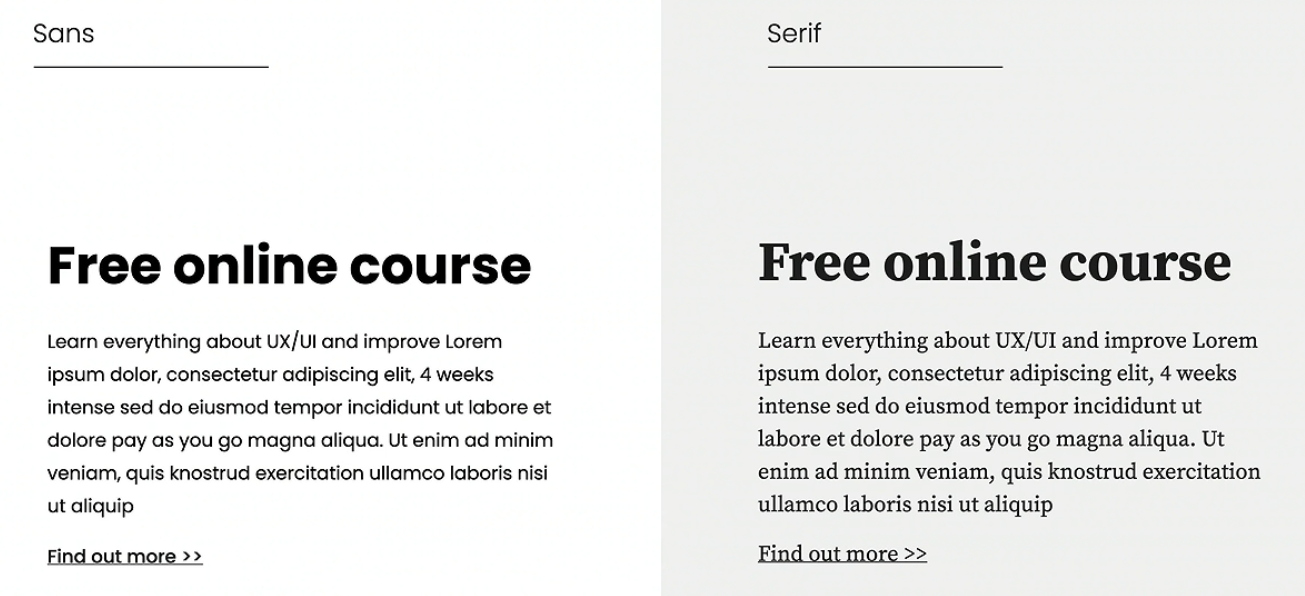 Sans
Free online course
Learn everything about UX/UI and improve Lorem
ipsum dolor, consectetur adipiscing elit, 4 weeks
intense sed do eiusmod tempor incididunt ut labore et
dolore pay as you go magna aliqua. Ut enim ad minim
veniam, quis knostrud exercitation ullamco laboris nisi
ut aliquip
Find out more >>
Serif
Free online course
Learn everything about UX/UI and improve Lorem
ipsum dolor, consectetur adipiscing elit, 4 weeks
intense sed do eiusmod tempor incididunt ut
labore et dolore pay as you go magna aliqua. Ut
enim ad minim veniam, quis knostrud exercitation
ullamco laboris nisi ut aliquip
Find out more >>